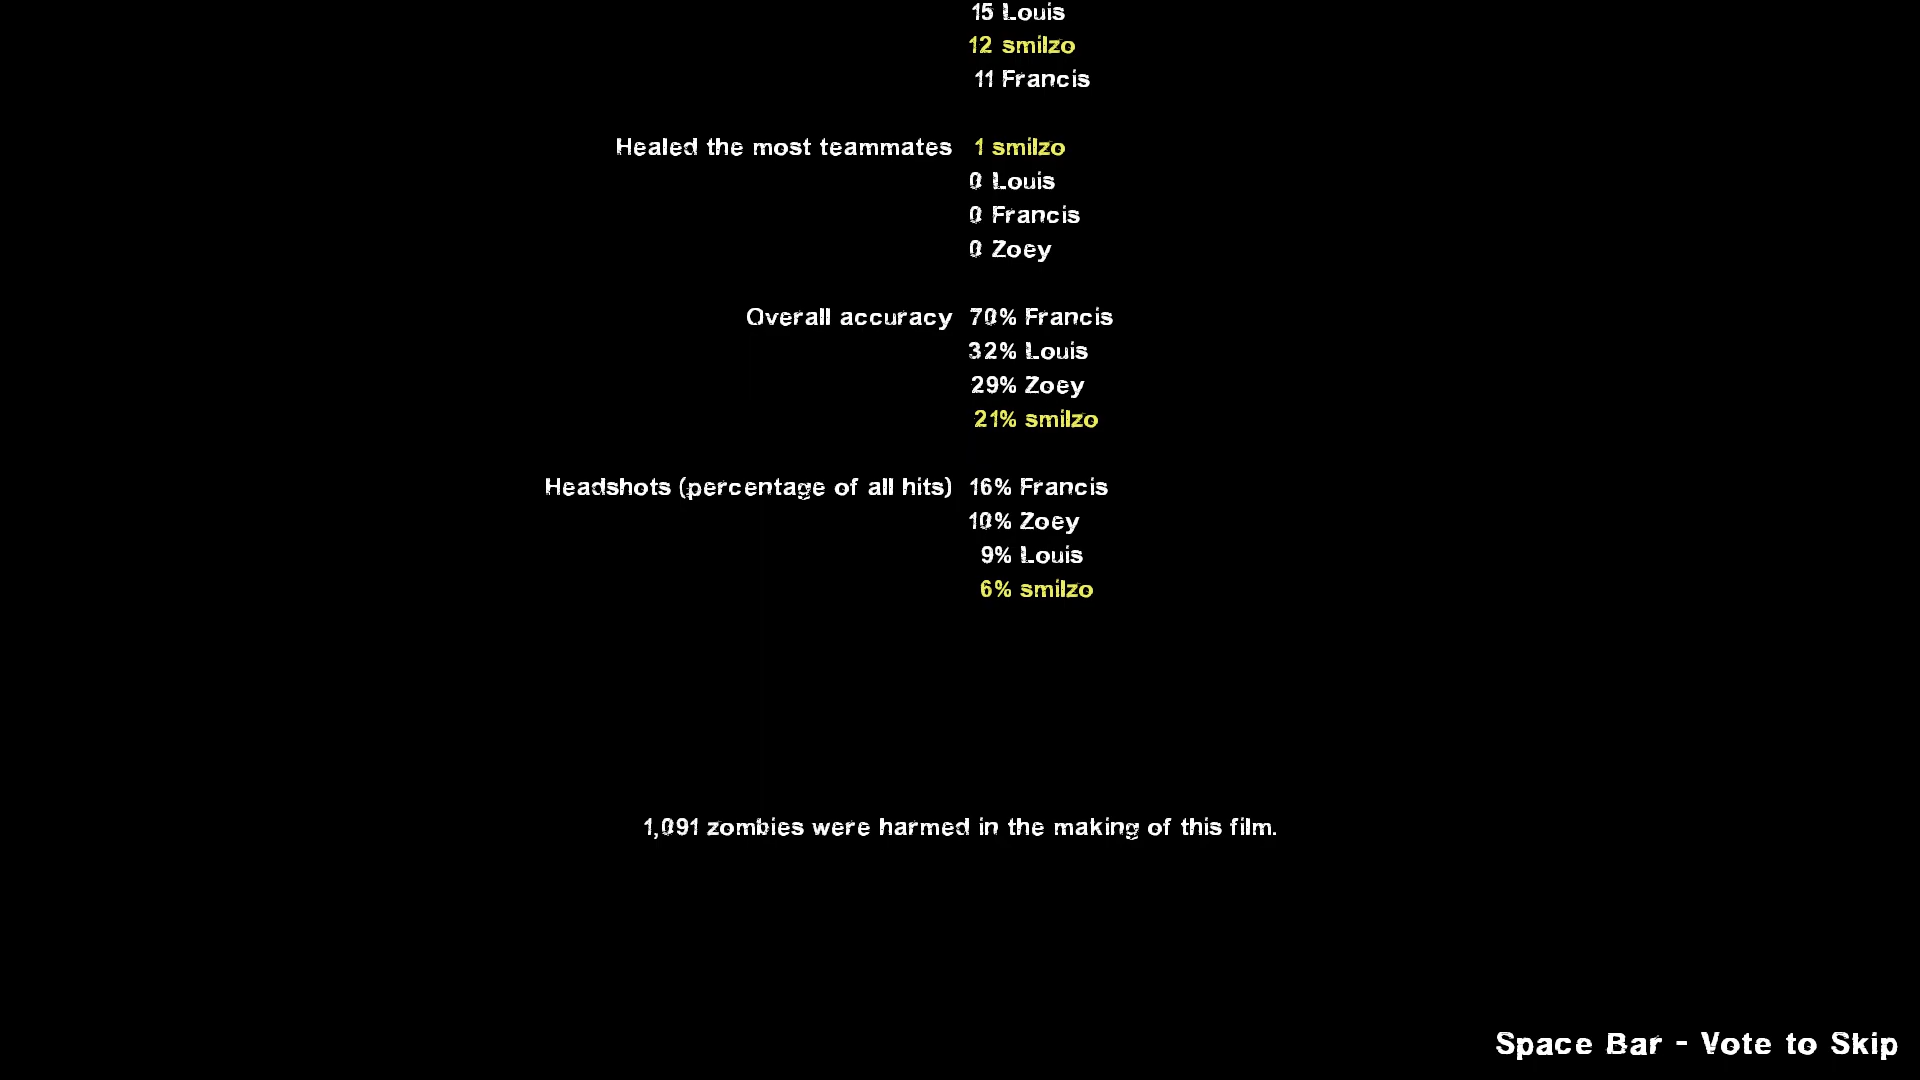 15 Louis
12 smilzo
11 Francis
Healed the most teammates 1 smilzo
0 Louis
0 Francis
0 Zoey
Overall accuracy 70% Francis
32% Louis
29% Zoey
21% smilzo
Headshots (percentage of all hits) 16% Francis
10% Zoey
9% Louis
6% smilzo
1,091 zombies were harmed in the making of this film.
Space Bar - Vote to Skip